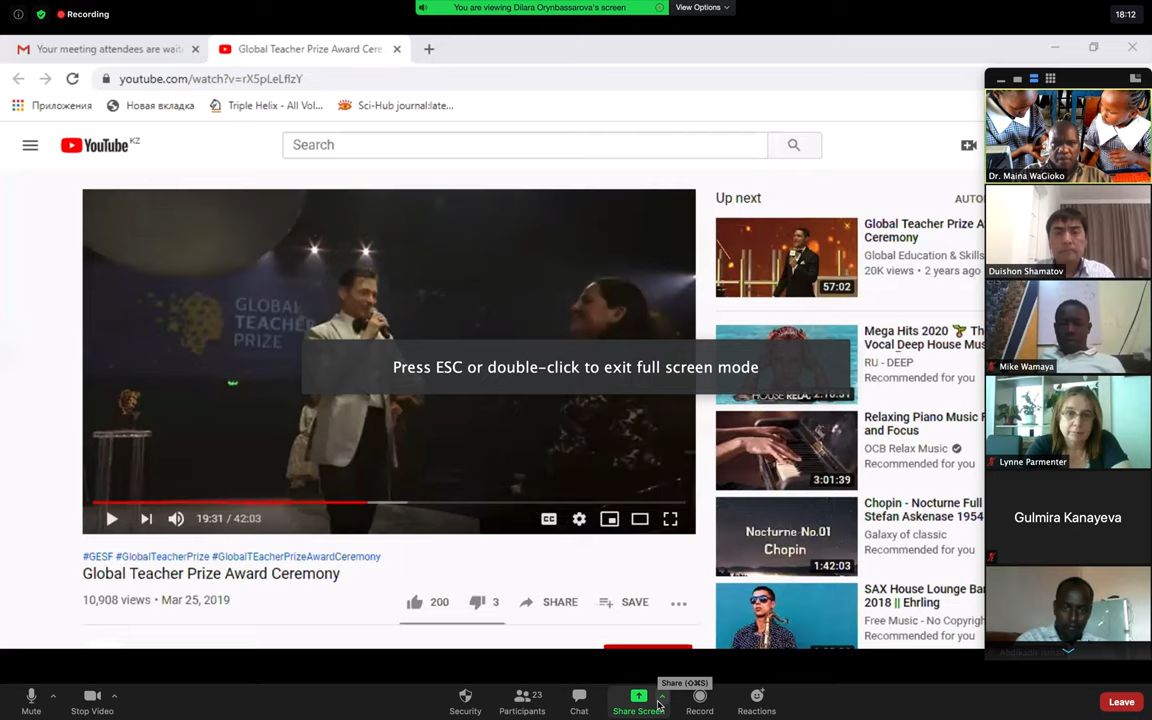 Recording
You are viewing Dilara Orynbassarova's screen
View Options
18:12
Your meeting attendees are wait
Global Teacher Prize Award Cere
youtube.com/watch?v=rX5pLeLflzY
Приложения
Новая вкладка
Triple Helix - All Vol...
Sci-Hub journal:late...
YouTube KZ
Search
GLOBAL
TEACHER
PRIZE
Press ESC or double-click to exit full screen mode
19:31 / 42:03
#GESF #GlobalTeacherPrize #GlobalTEacherPrizeAwardCeremony
Global Teacher Prize Award Ceremony
10,908 views • Mar 25, 2019
200
3
SHARE
SAVE
Up next
AUTO
Global Teacher Prize A
Ceremony
Global Education & Skills
20K views • 2 years ago
57:02
Mega Hits 2020 🌱 Th
Vocal Deep House Mus
RU - DEEP
Recommended for you
HOUSE RELA
2:10:51
Relaxing Piano Music F
and Focus
OCB Relax Music
Recommended for you
3:01:39
Chopin - Nocturne Full
Stefan Askenase 1954
Galaxy of classic
Recommended for you
Nocturne No.01
Chopin
1:42:03
SAX House Lounge Bar
2018 || Ehrling
Free Music - No Copyrigh
Recommended for you
Dr. Maina WaGioko
Duishon Shamatov
Mike Wamaya
Lynne Parmenter
Gulmira Kanayeva
Mute
Stop Video
Security
Participants
23
Chat
Share Screen
Share (⇧⌘S)
Record
Reactions
Leave